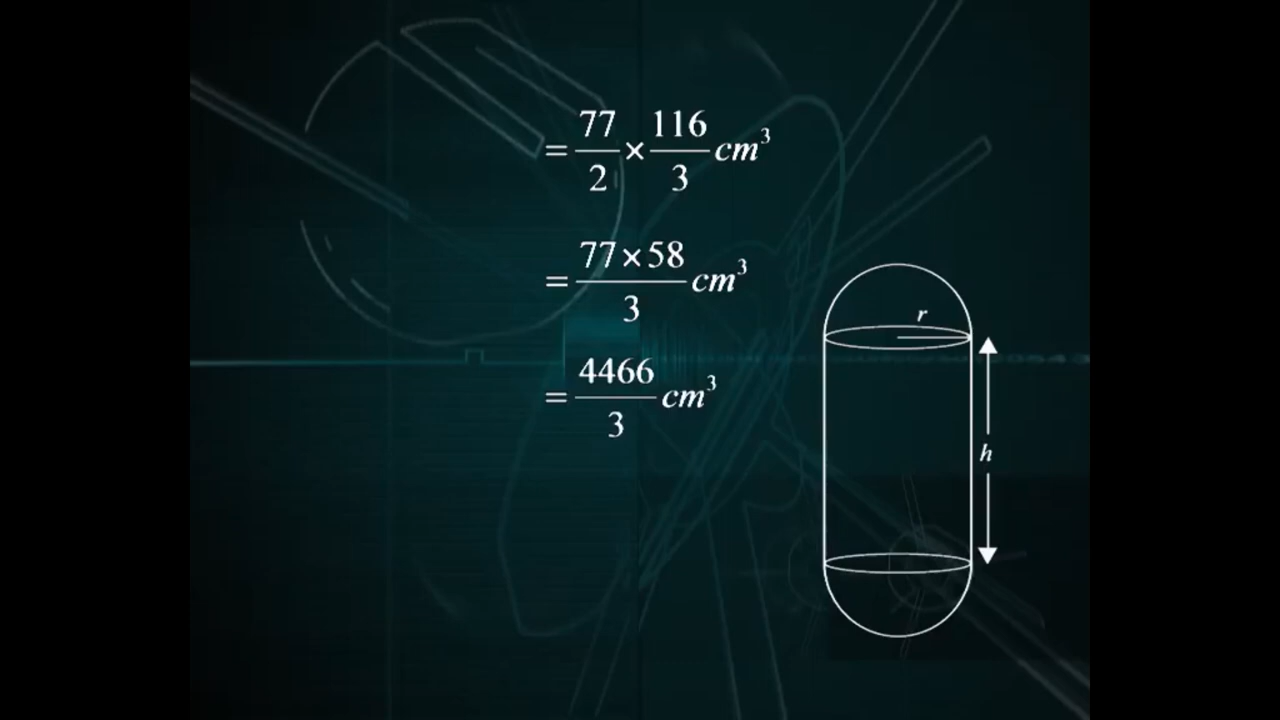 = 77/2 × 116/3 cm³
= 77×58/3 cm³
= 4466/3 cm³
r
h